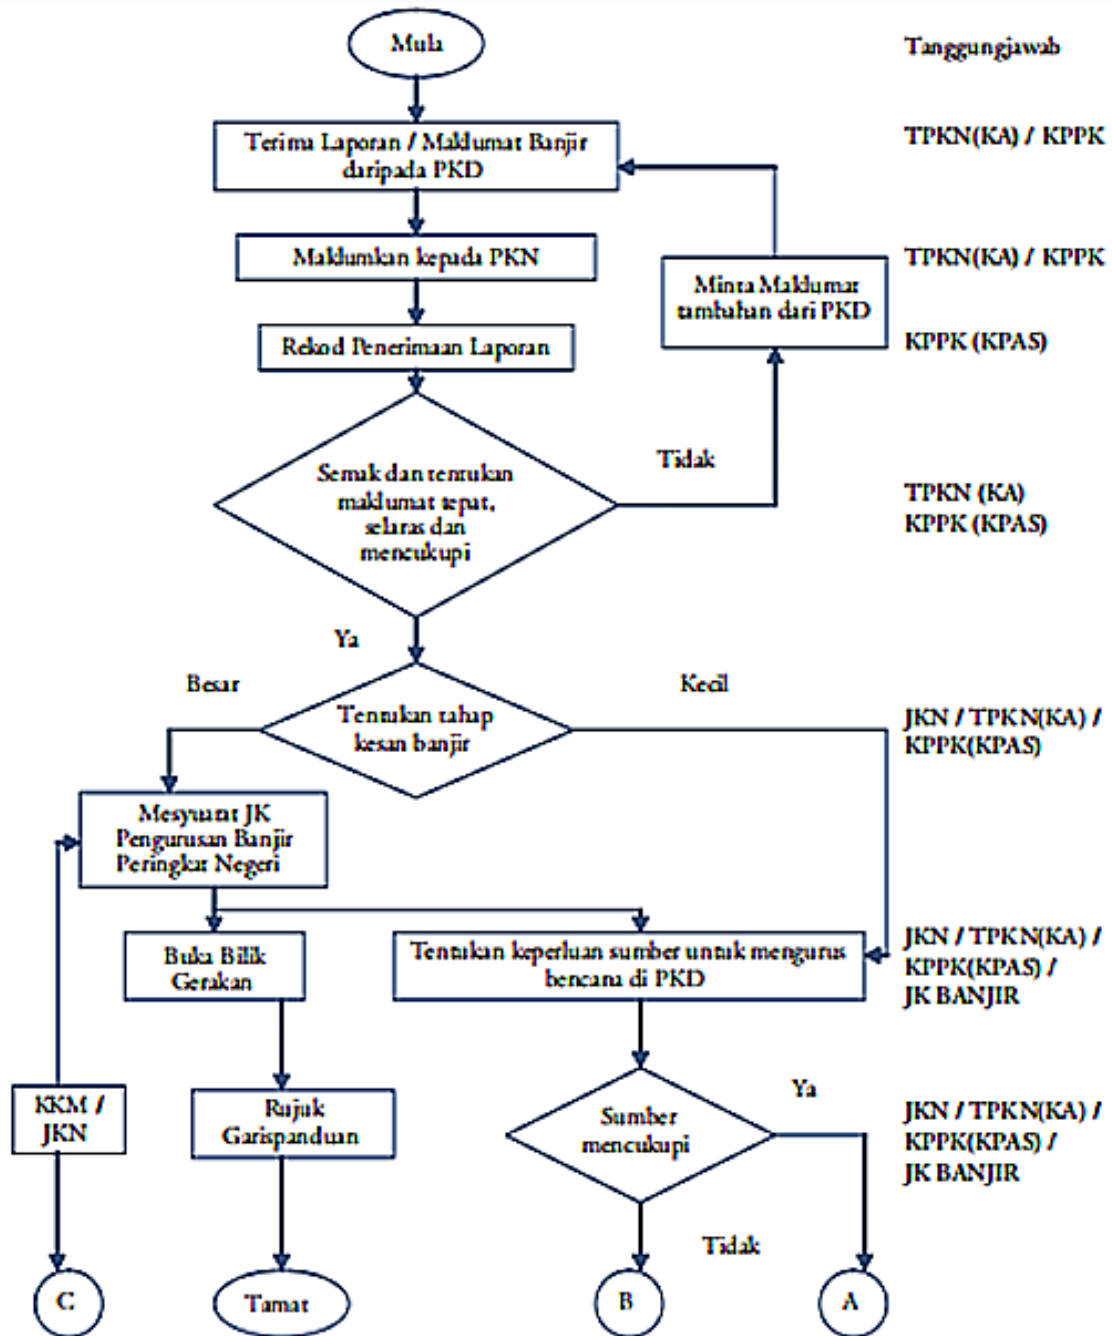 Mula
Tanggungjawab
Terima Laporan / Maklumat Banjir
daripada PKD
TPKN(KA) / KPPK
Maklumkan kepada PKN
TPKN(KA) / KPPK
Minta Maklumat
tambahan dari PKD
Rekod Penerimaan Laporan
KPPK (KPAS)
Semak dan tentukan
maklumat tepat,
selaras dan
mencukupi
Tidak
TPKN (KA)
KPPK (KPAS)
Ya
Besar
Kecil
Tentukan tahap
kesan banjir
JKN / TPKN(KA) /
KPPK(KPAS)
Mesyuarat JK
Pengurusan Banjir
Peringkat Negeri
Buka Bilik
Gerakan
Tentukan keperluan sumber untuk mengurus
bencana di PKD
JKN / TPKN(KA) /
KPPK(KPAS) /
JK BANJIR
KKM /
JKN
Rujuk
Garispanduan
Sumber
mencukupi
Ya
JKN / TPKN(KA) /
KPPK(KPAS) /
JK BANJIR
Tidak
C
Tamat
B
A